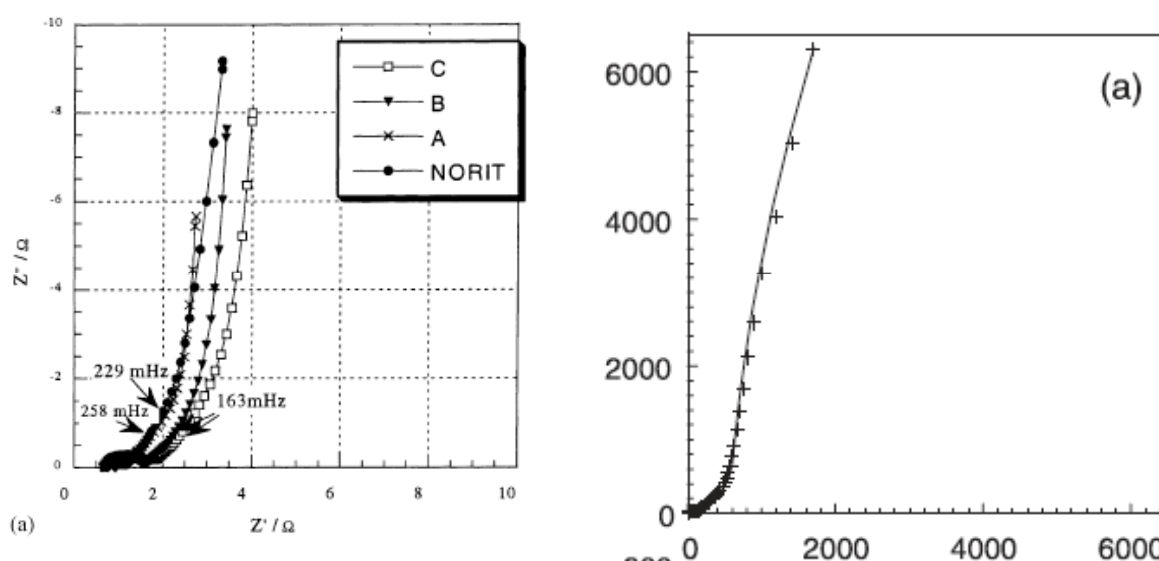 -10
-8
-6
-4
-2
0
Z" / Ω
C
B
A
NORIT
229 mHz
258 mHz
163mHz
0 2 4 6 8 10
Z' / Ω
(a)
(a)
6000
4000
2000
0
0 2000 4000 6000